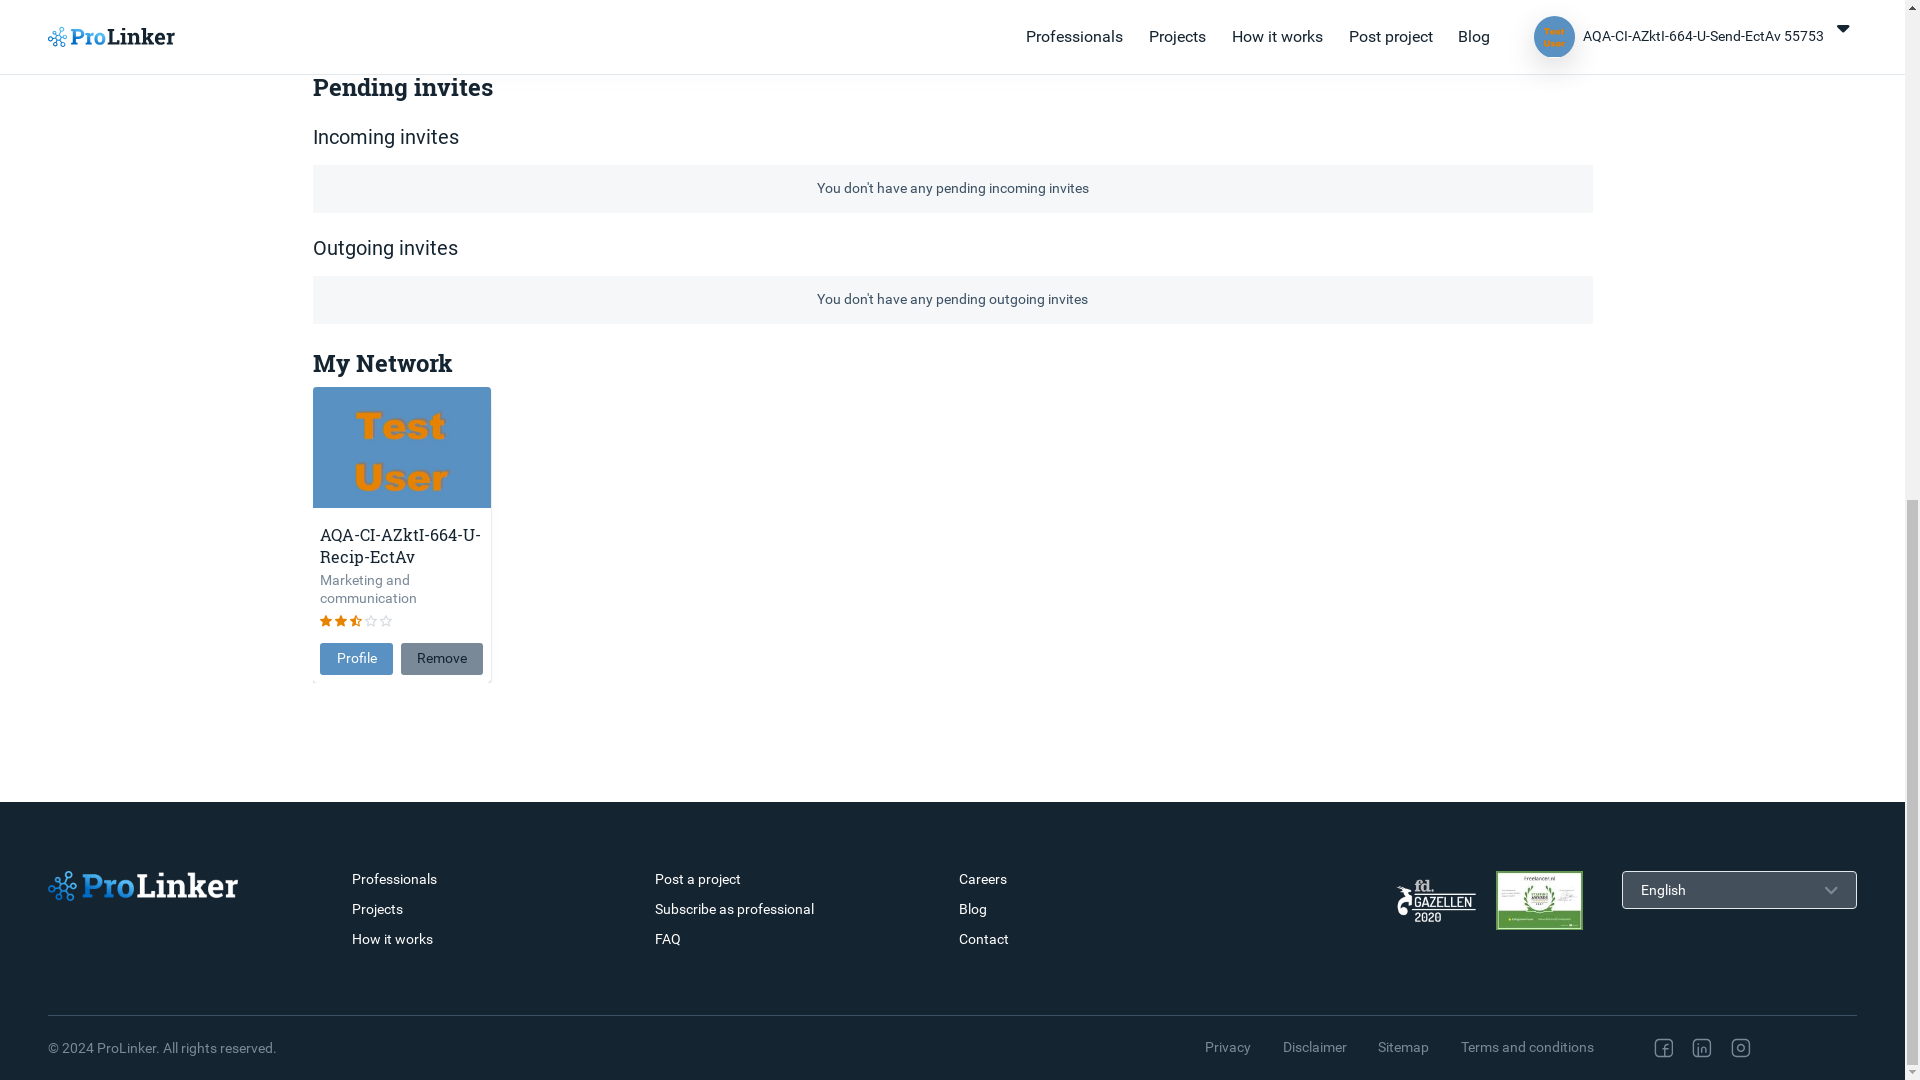 ProLinker
Professionals
Projects
How it works
Post project
Blog
Test
User
AQA-CI-AZktI-664-U-Send-EctAv 55753
Pending invites
Incoming invites
You don't have any pending incoming invites
Outgoing invites
You don't have any pending outgoing invites
My Network
Test
User
AQA-CI-AZktI-664-U-
Recip-EctAv
Marketing and
communication
Profile
Remove
ProLinker
Professionals
Projects
How it works
Post a project
Subscribe as professional
FAQ
Careers
Blog
Contact
fd.
GAZELLEN
2020
Freelancer.nl
English
© 2024 ProLinker. All rights reserved.
Privacy
Disclaimer
Sitemap
Terms and conditions